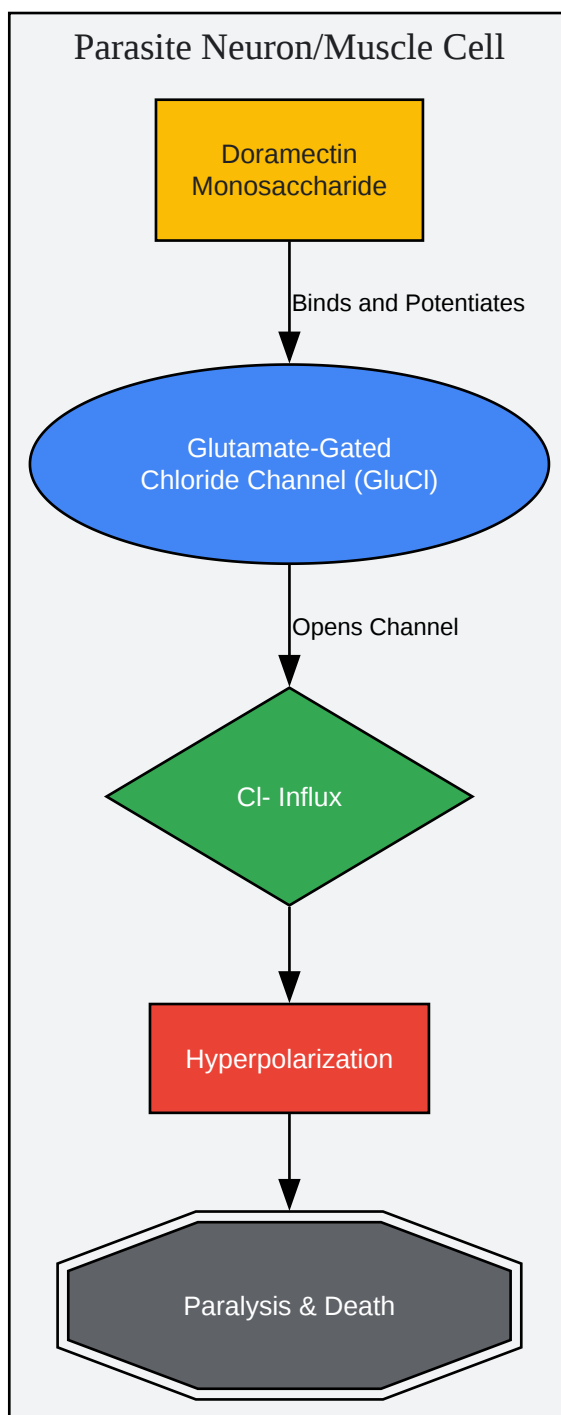 Parasite Neuron/Muscle Cell
Doramectin
Monosaccharide
Binds and Potentiates
Glutamate-Gated
Chloride Channel (GluCl)
Opens Channel
Cl- Influx
Hyperpolarization
Paralysis & Death